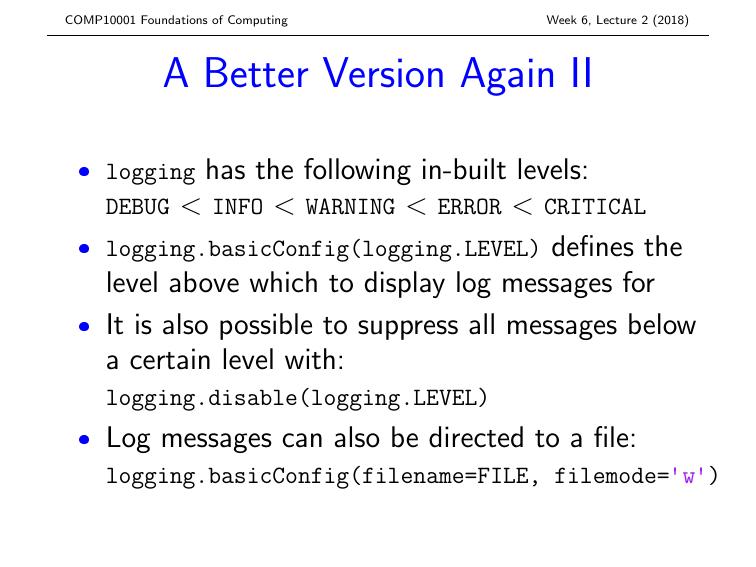 COMP10001 Foundations of Computing Week 6, Lecture 2 (2018)
A Better Version Again II
• logging has the following in-built levels:
DEBUG < INFO < WARNING < ERROR < CRITICAL
• logging.basicConfig(logging.LEVEL) defines the
level above which to display log messages for
• It is also possible to suppress all messages below
a certain level with:
logging.disable(logging.LEVEL)
• Log messages can also be directed to a file:
logging.basicConfig(filename=FILE, filemode='w')